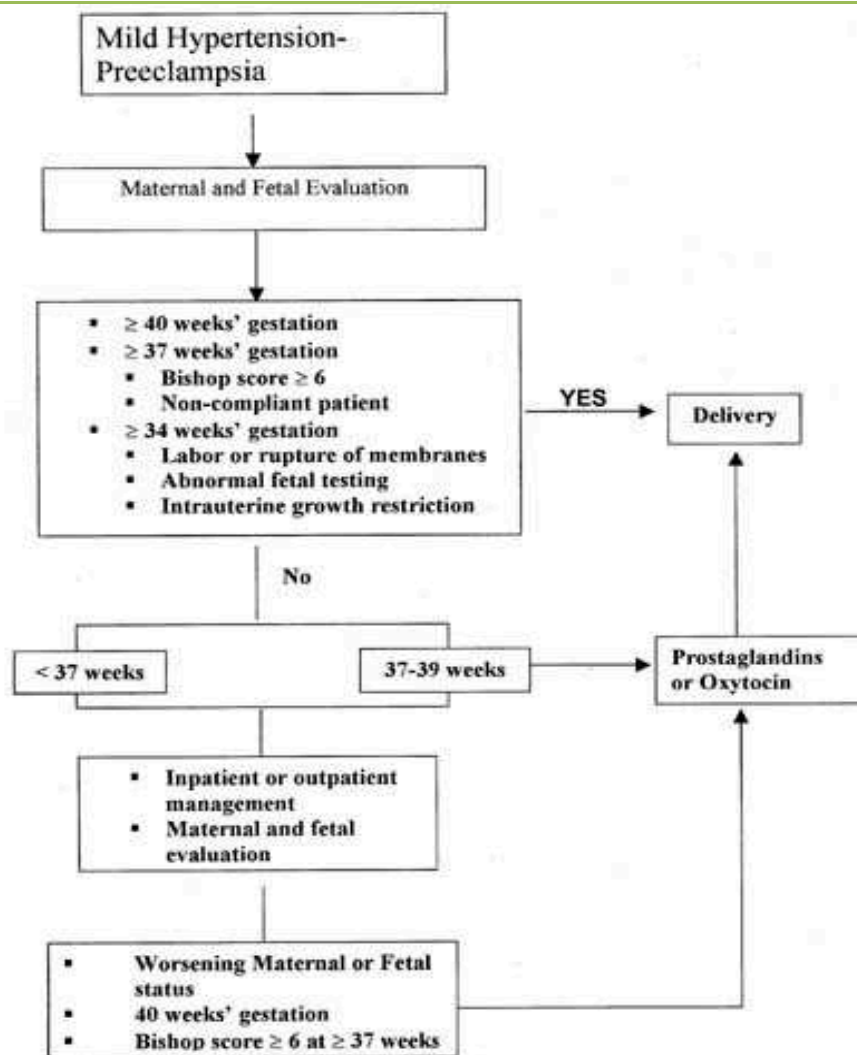 Mild Hypertension-
Preeclampsia
Maternal and Fetal Evaluation
▪ ≥ 40 weeks’ gestation
▪ ≥ 37 weeks’ gestation
▪ Bishop score ≥ 6
▪ Non-compliant patient
▪ ≥ 34 weeks’ gestation
▪ Labor or rupture of membranes
▪ Abnormal fetal testing
▪ Intrauterine growth restriction
YES
Delivery
No
< 37 weeks
37-39 weeks
Prostaglandins
or Oxytocin
▪ Inpatient or outpatient
management
▪ Maternal and fetal
evaluation
▪ Worsening Maternal or Fetal
status
▪ 40 weeks’ gestation
▪ Bishop score ≥ 6 at ≥ 37 weeks